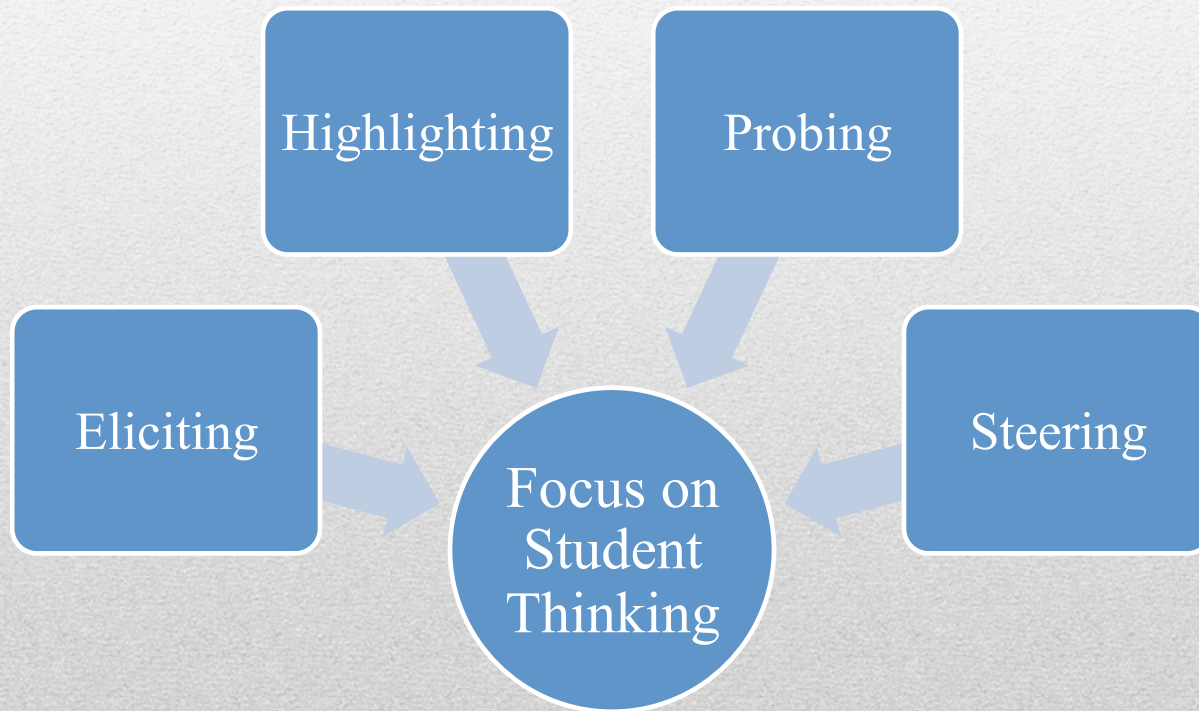 Highlighting
Probing
Eliciting
Steering
Focus on
Student
Thinking